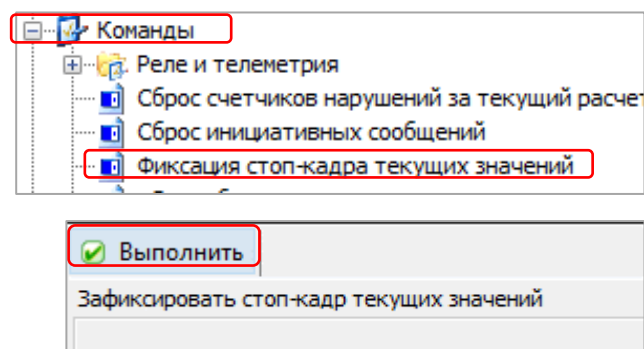 Команды
Реле и телеметрия
Сброс счетчиков нарушений за текущий расчет
Сброс инициативных сообщений
Фиксация стоп-кадра текущих значений
Выполнить
Зафиксировать стоп-кадр текущих значений